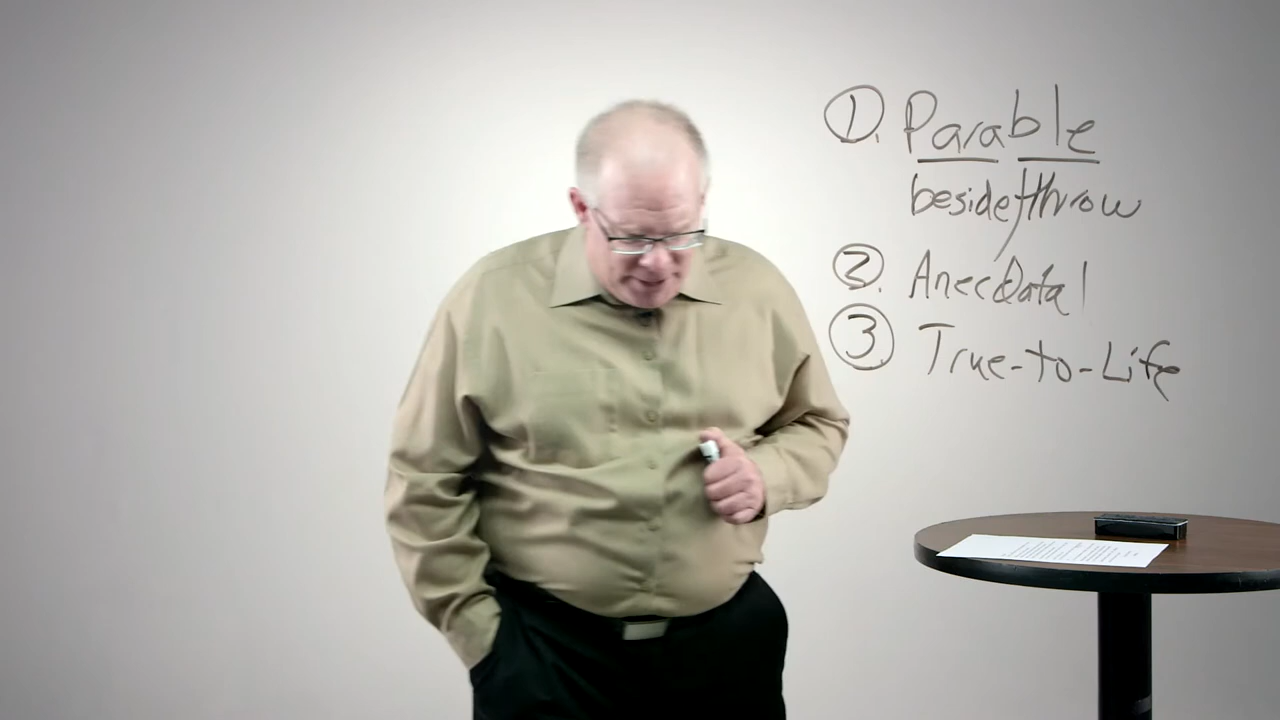 1. Parable
beside/throw
2. Anecdotal
3. True-to-Life